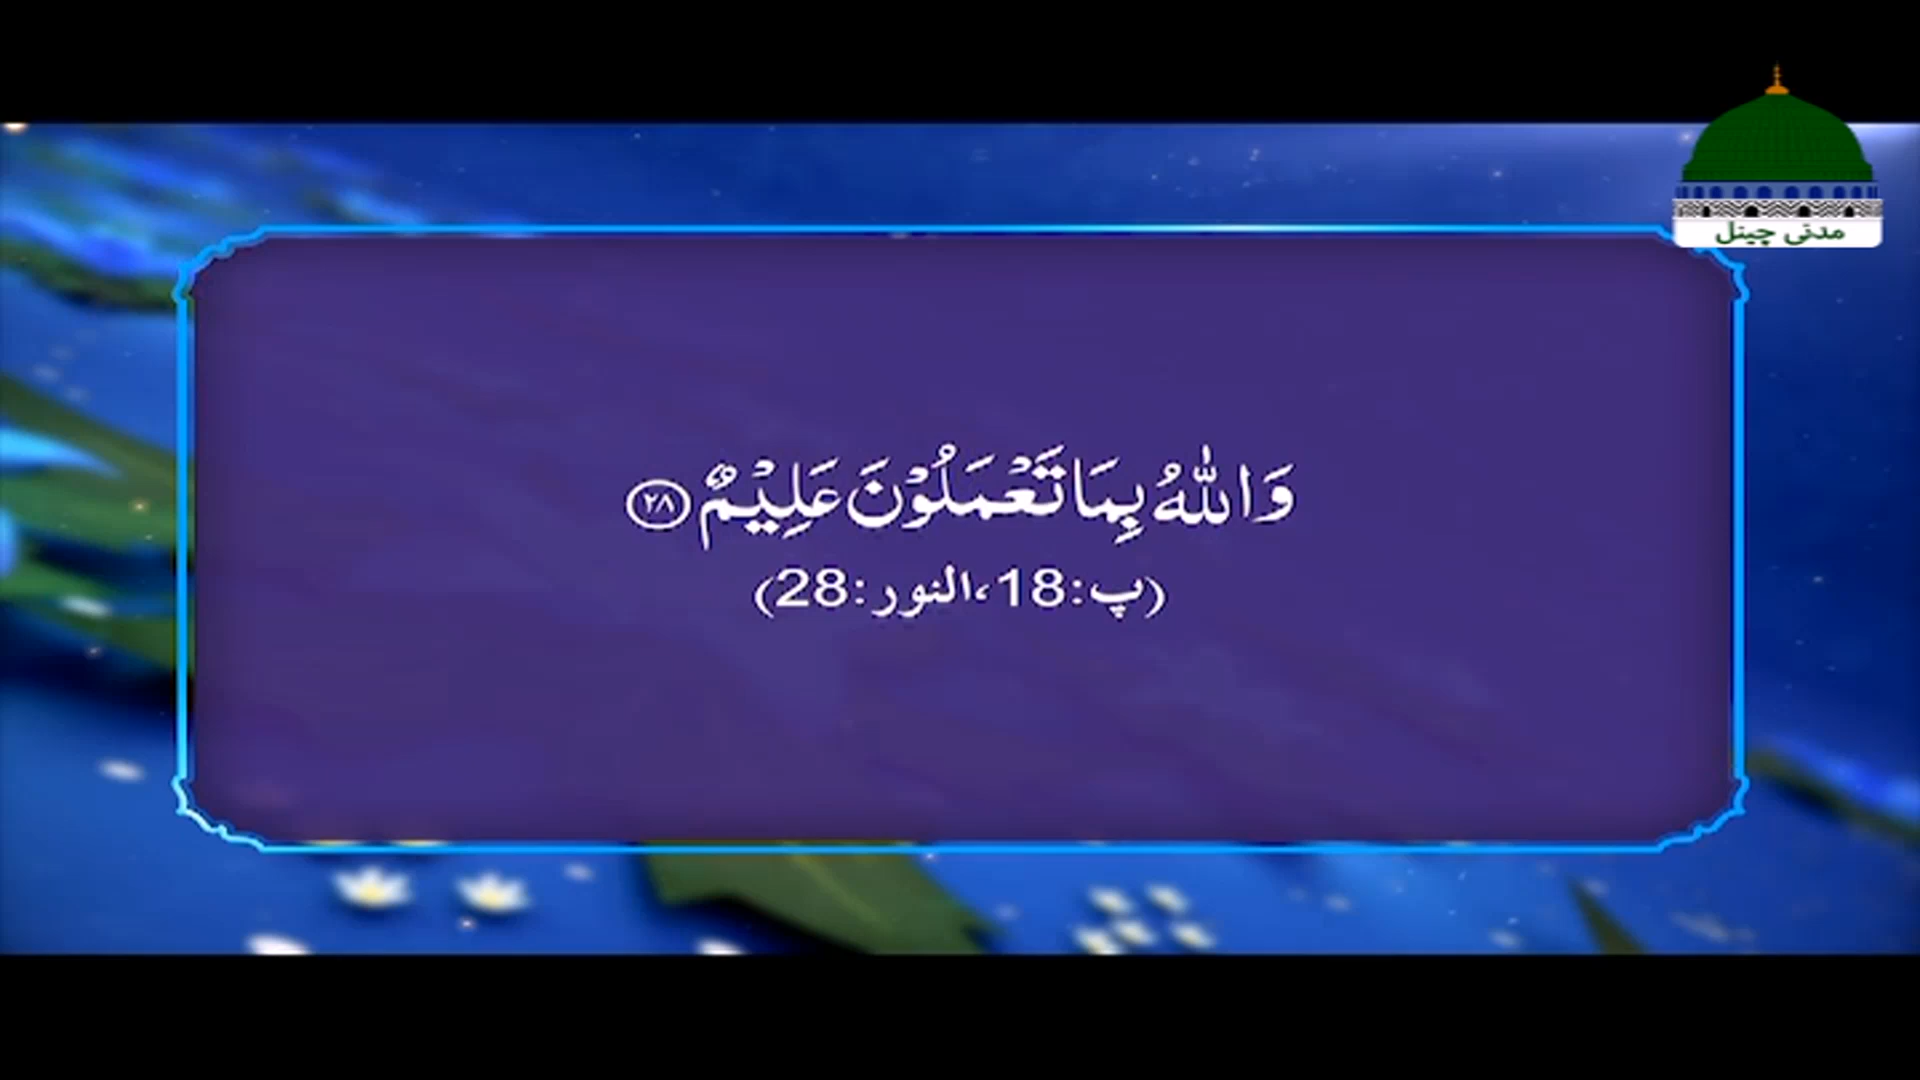 مدنی چینل
وَاللّٰهُ بِمَا تَعْمَلُوْنَ عَلِیْمٌ ﴿۲۸﴾
(پ:18،النور:28)